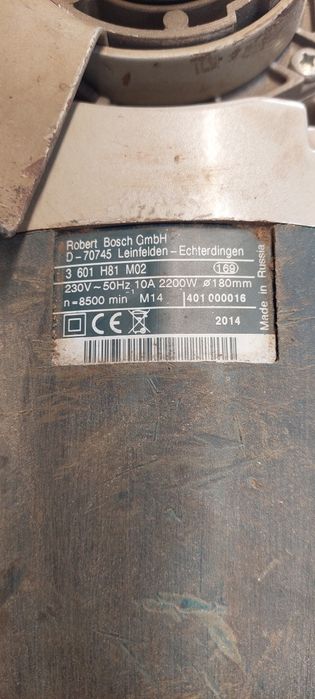 Robert Bosch GmbH
D-70745 Leinfelden-Echterdingen
3 601 H81 M02 169
230V~50Hz 10A 2200W ⌀180mm
n=8500 min⁻¹ M14 401 000016
CE 2014
Made in Russia